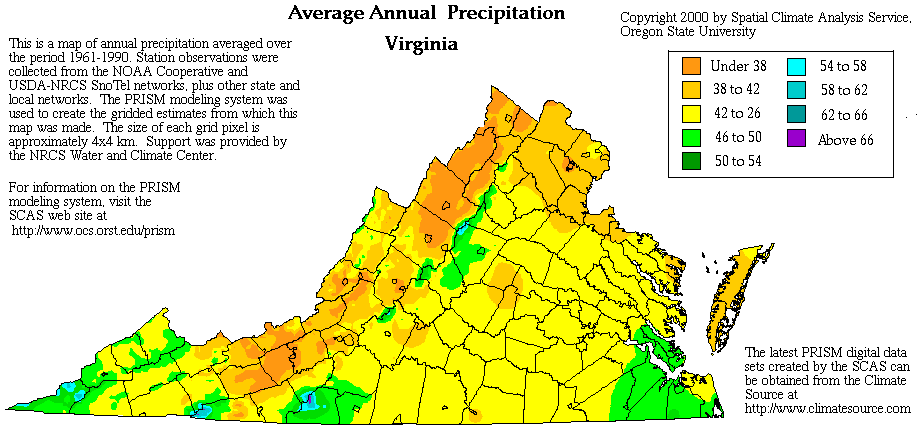 Average Annual  Precipitation
Virginia
Copyright 2000 by Spatial Climate Analysis Service,
Oregon State University
This is a map of annual precipitation averaged over
the period 1961-1990. Station observations were
collected from the NOAA Cooperative and
USDA-NRCS SnoTel networks, plus other state and
local networks.  The PRISM modeling system was
used to create the gridded estimates from which this
map was made.  The size of each grid pixel is
approximately 4x4 km.  Support was provided by
the NRCS Water and Climate Center.
For information on the PRISM
modeling system, visit the
SCAS web site at
http://www.ocs.orst.edu/prism
Under 38
38 to 42
42 to 26
46 to 50
50 to 54
54 to 58
58 to 62
62 to 66
Above 66
The latest PRISM digital data
sets created by the SCAS can
be obtained from the Climate
Source at
http://www.climatesource.com